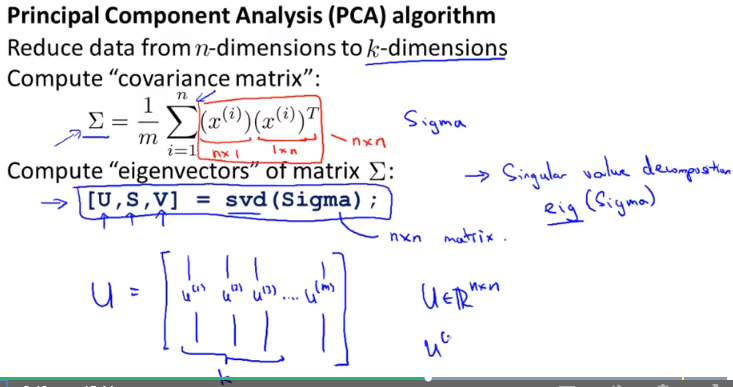 Principal Component Analysis (PCA) algorithm
Reduce data from n-dimensions to k-dimensions
Compute "covariance matrix":
Σ = 1/m ∑_{i=1}^{n} (x^{(i)})(x^{(i)})^T
n×1 1×n
n×n
Sigma
Compute "eigenvectors" of matrix Σ:
→ Singular value decomposition
→ [U,S,V] = svd(Sigma);
eig (Sigma)
n×n matrix.
U = [ u^{(1)} u^{(2)} u^{(3)} .... u^{(m)} ]
U ∈ ℝ^{n×n}
k
u^{(